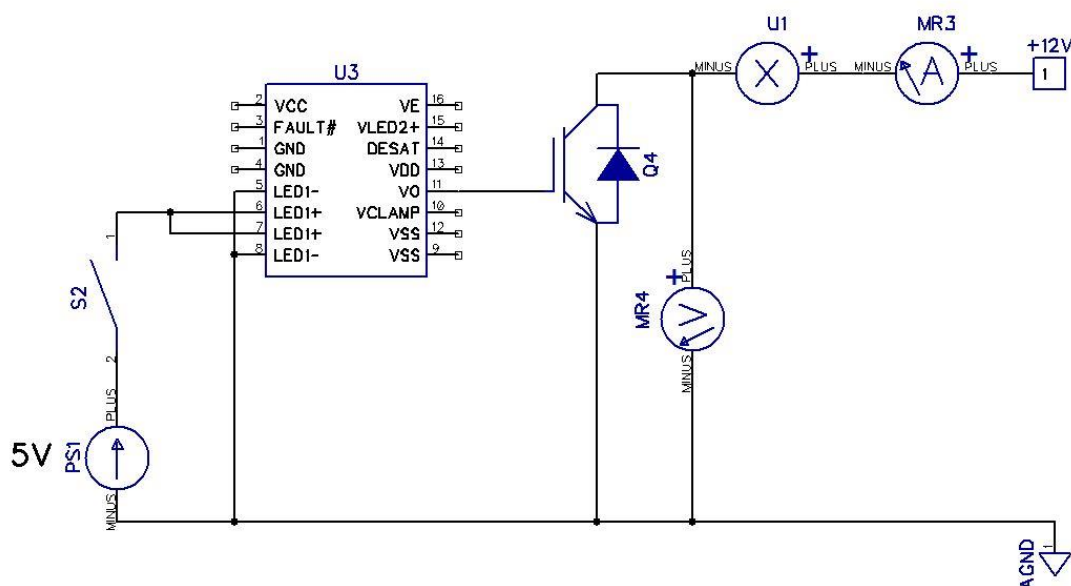 U1
MR3
+12V
MINUS + PLUS MINUS + PLUS
X A 1
U3
2 VCC VE 16
3 FAULT# VLED2+ 15
1 GND DESAT 14
4 GND VDD 13
5 LED1- VO 11
6 LED1+ VCLAMP 10
7 LED1+ VSS 12
8 LED1- VSS 9
Q4
1
S2
2
PLUS
+
MR4
V
MINUS
PLUS
5V
PS1
MINUS
AGND
1